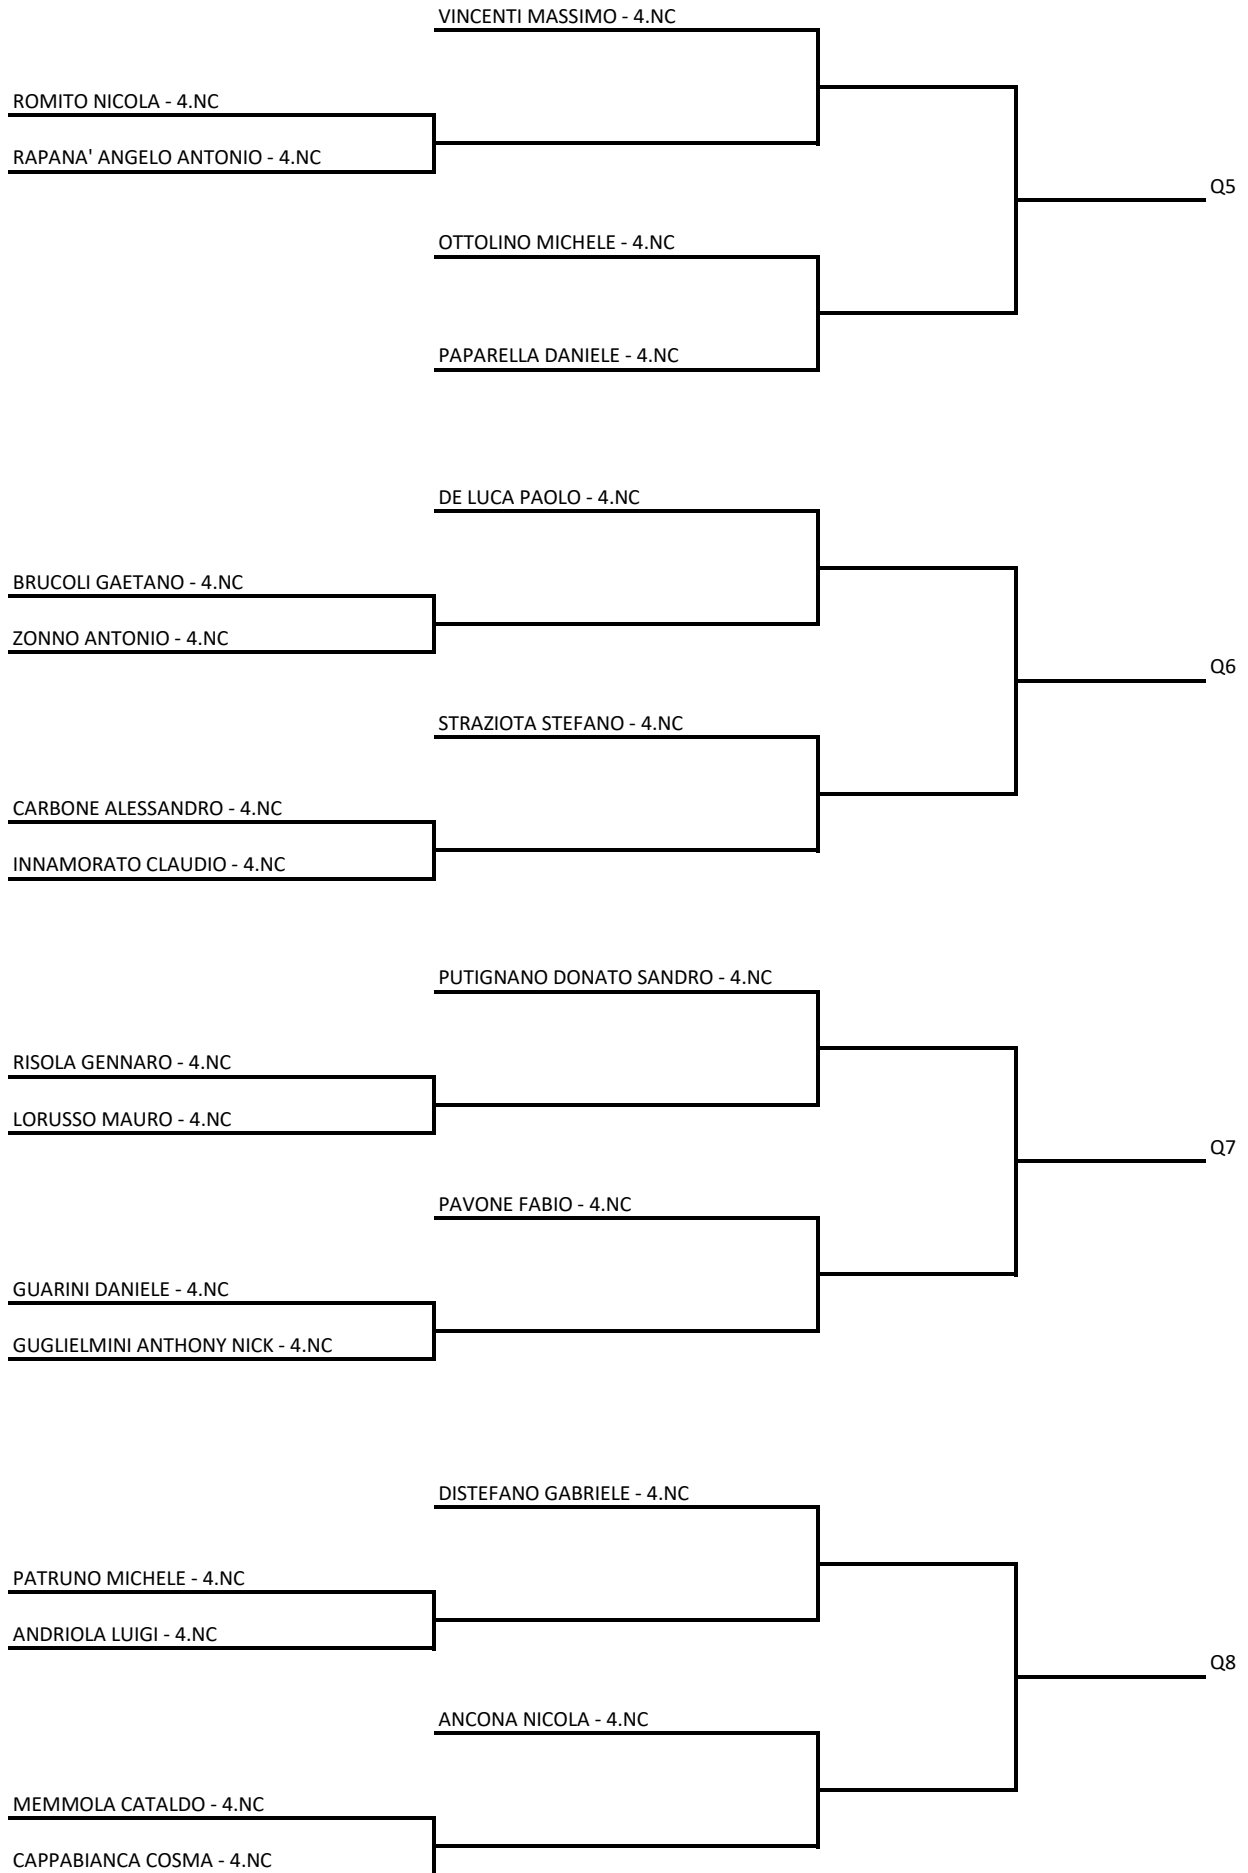 VINCENTI MASSIMO - 4.NC
ROMITO NICOLA - 4.NC
RAPANA' ANGELO ANTONIO - 4.NC
Q5
OTTOLINO MICHELE - 4.NC
PAPARELLA DANIELE - 4.NC
DE LUCA PAOLO - 4.NC
BRUCOLI GAETANO - 4.NC
ZONNO ANTONIO - 4.NC
Q6
STRAZIOTA STEFANO - 4.NC
CARBONE ALESSANDRO - 4.NC
INNAMORATO CLAUDIO - 4.NC
PUTIGNANO DONATO SANDRO - 4.NC
RISOLA GENNARO - 4.NC
LORUSSO MAURO - 4.NC
Q7
PAVONE FABIO - 4.NC
GUARINI DANIELE - 4.NC
GUGLIELMINI ANTHONY NICK - 4.NC
DISTEFANO GABRIELE - 4.NC
PATRUNO MICHELE - 4.NC
ANDRIOLA LUIGI - 4.NC
Q8
ANCONA NICOLA - 4.NC
MEMMOLA CATALDO - 4.NC
CAPPABIANCA COSMA - 4.NC